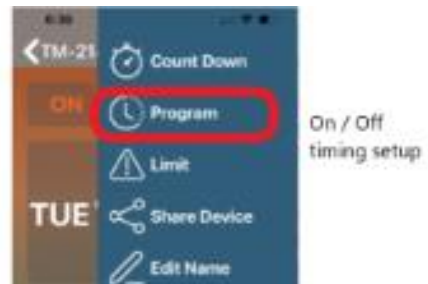 6:30
TM-21
Count Down
ON
Program
On / Off
timing setup
Limit
TUE
Share Device
Edit Name